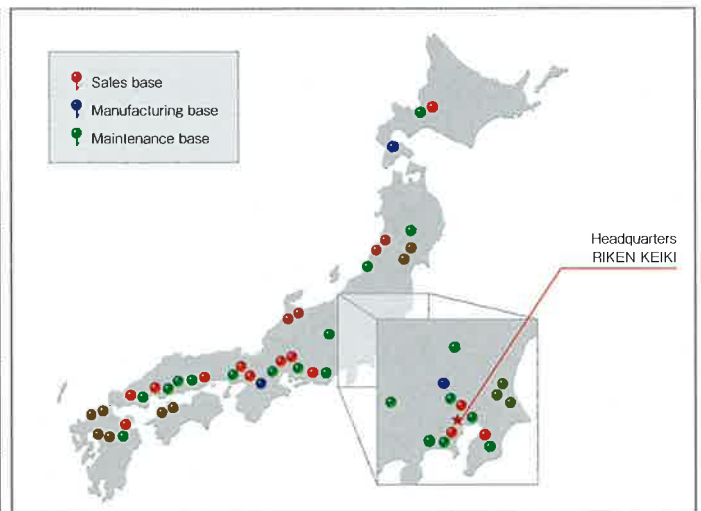 Sales base
Manufacturing base
Maintenance base
Headquarters
RIKEN KEIKI